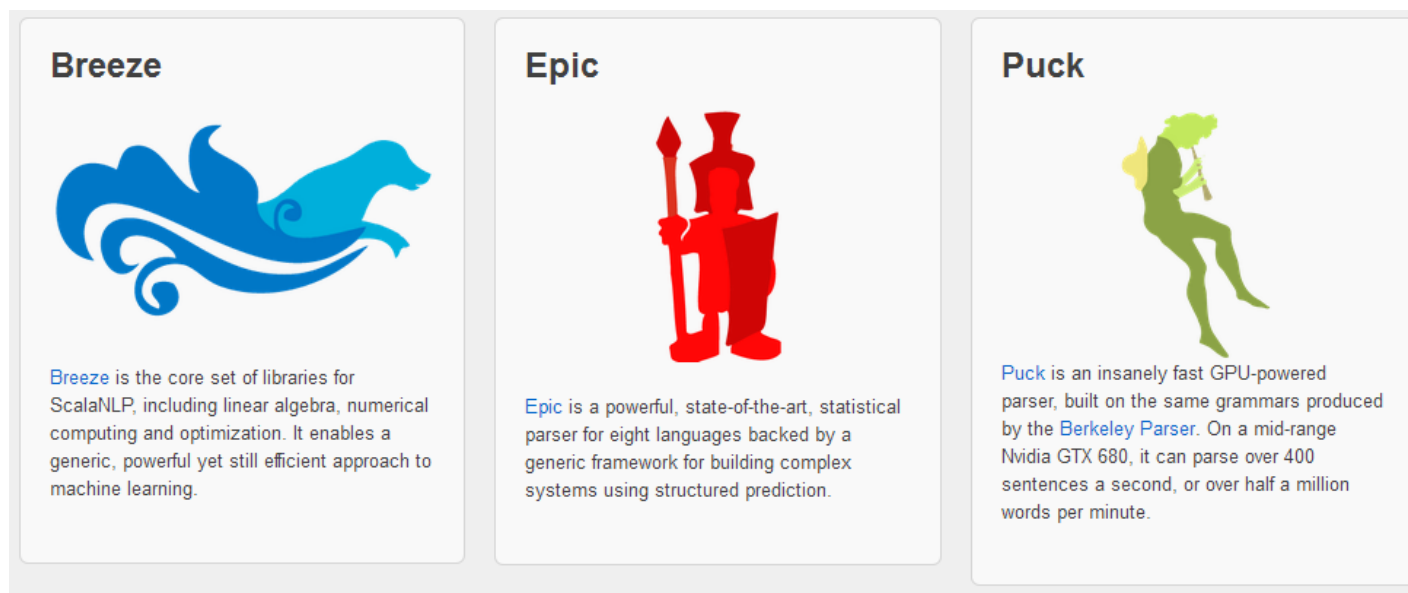 Breeze
Breeze is the core set of libraries for
ScalaNLP, including linear algebra, numerical
computing and optimization. It enables a
generic, powerful yet still efficient approach to
machine learning.
Epic
Epic is a powerful, state-of-the-art, statistical
parser for eight languages backed by a
generic framework for building complex
systems using structured prediction.
Puck
Puck is an insanely fast GPU-powered
parser, built on the same grammars produced
by the Berkeley Parser. On a mid-range
Nvidia GTX 680, it can parse over 400
sentences a second, or over half a million
words per minute.